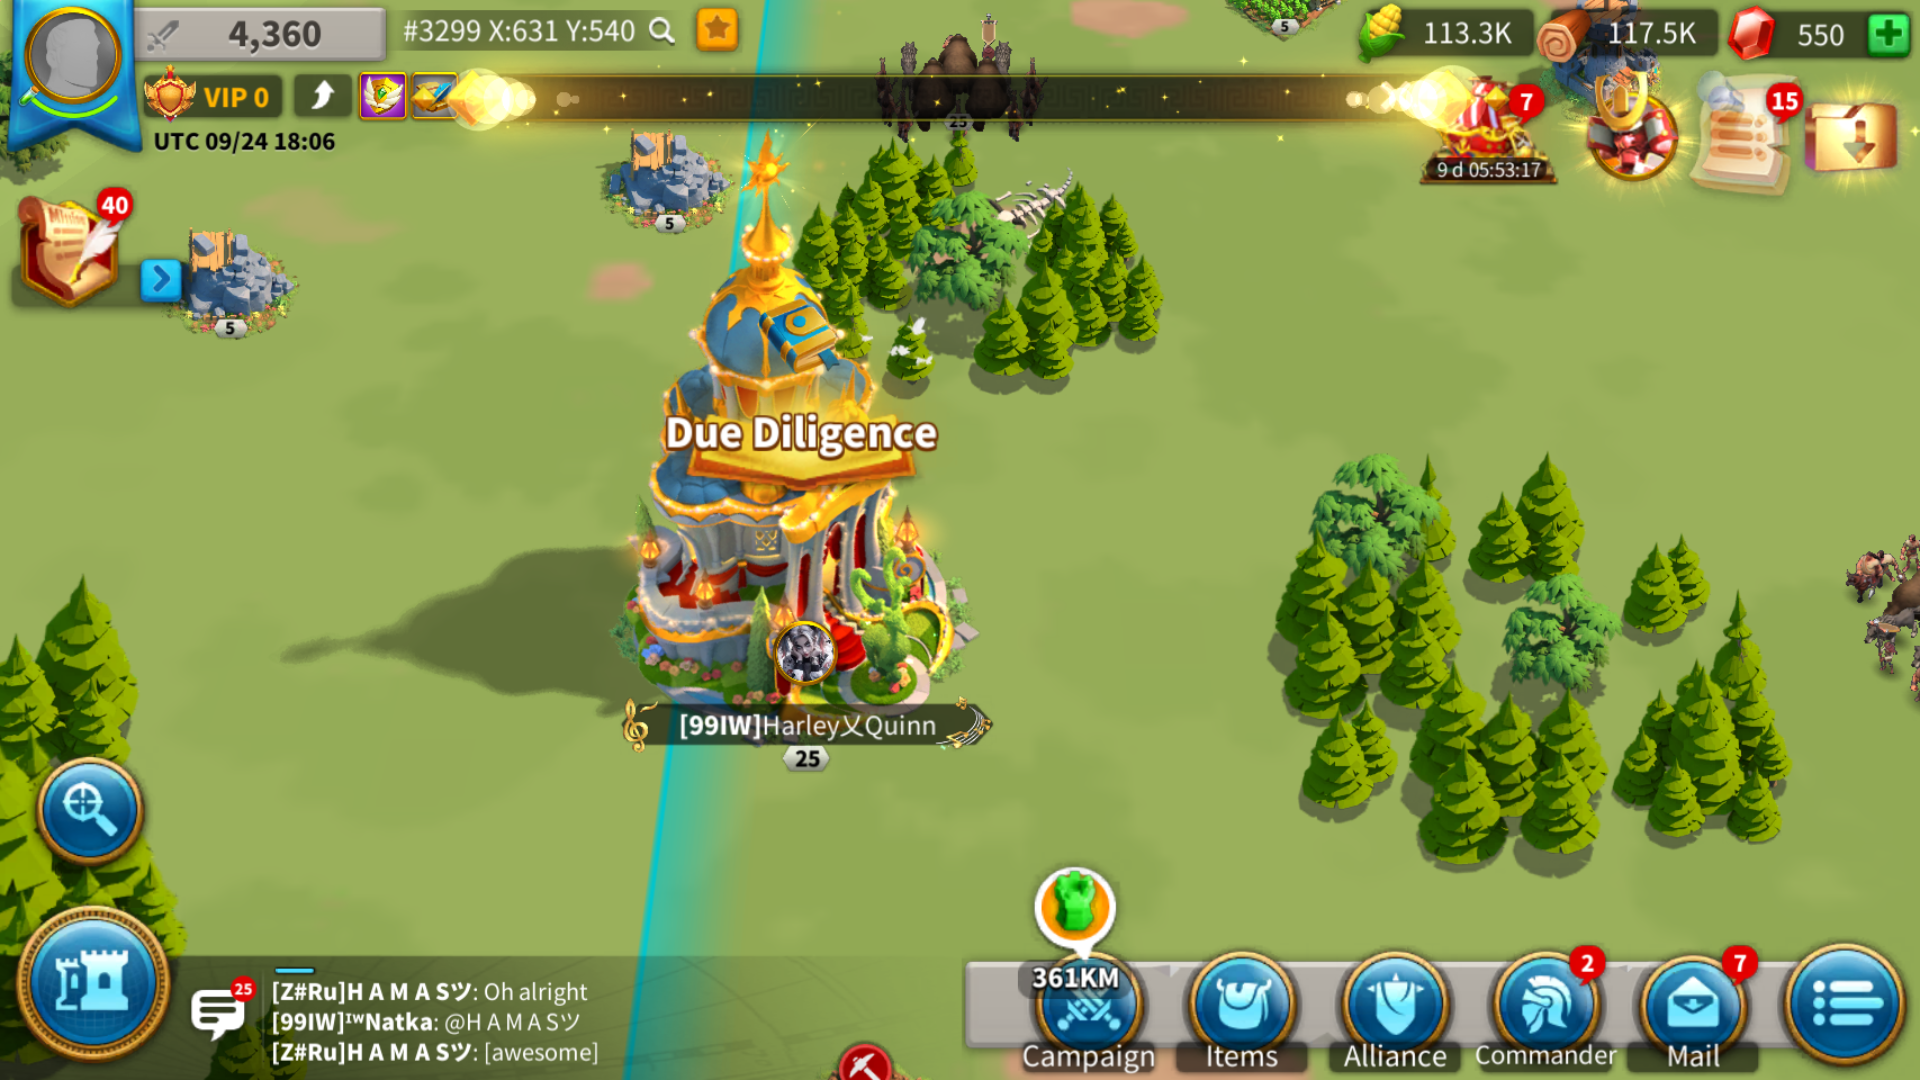 4,360
#3299 X:631 Y:540
113.3K
117.5K
550
VIP 0
UTC 09/24 18:06
25
7
9 d 05:53:17
15
5
5
40
5
5
Due Diligence
[99IW]Harley乂Quinn
25
361KM
25
[Z#Ru]H A M A Sツ: Oh alright
[99IW]ᴵᵂNatka: @H A M A Sツ
[Z#Ru]H A M A Sツ: [awesome]
Campaign
Items
Alliance
2
Commander
7
Mail